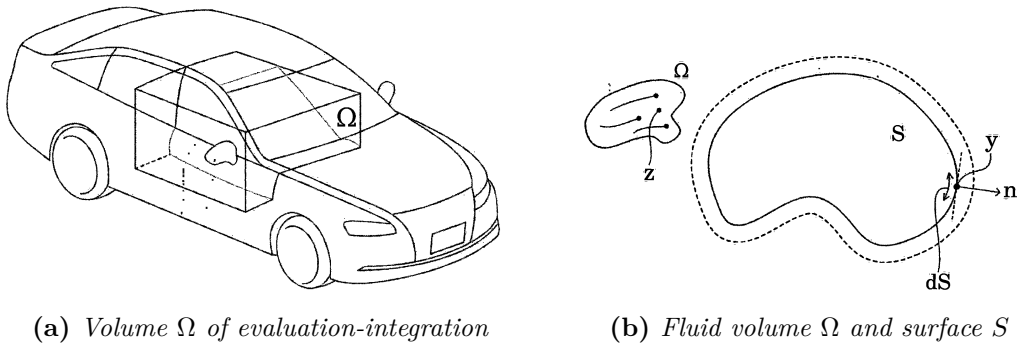 Ω
Ω
S
y
z
n
dS
(a) Volume Ω of evaluation-integration
(b) Fluid volume Ω and surface S